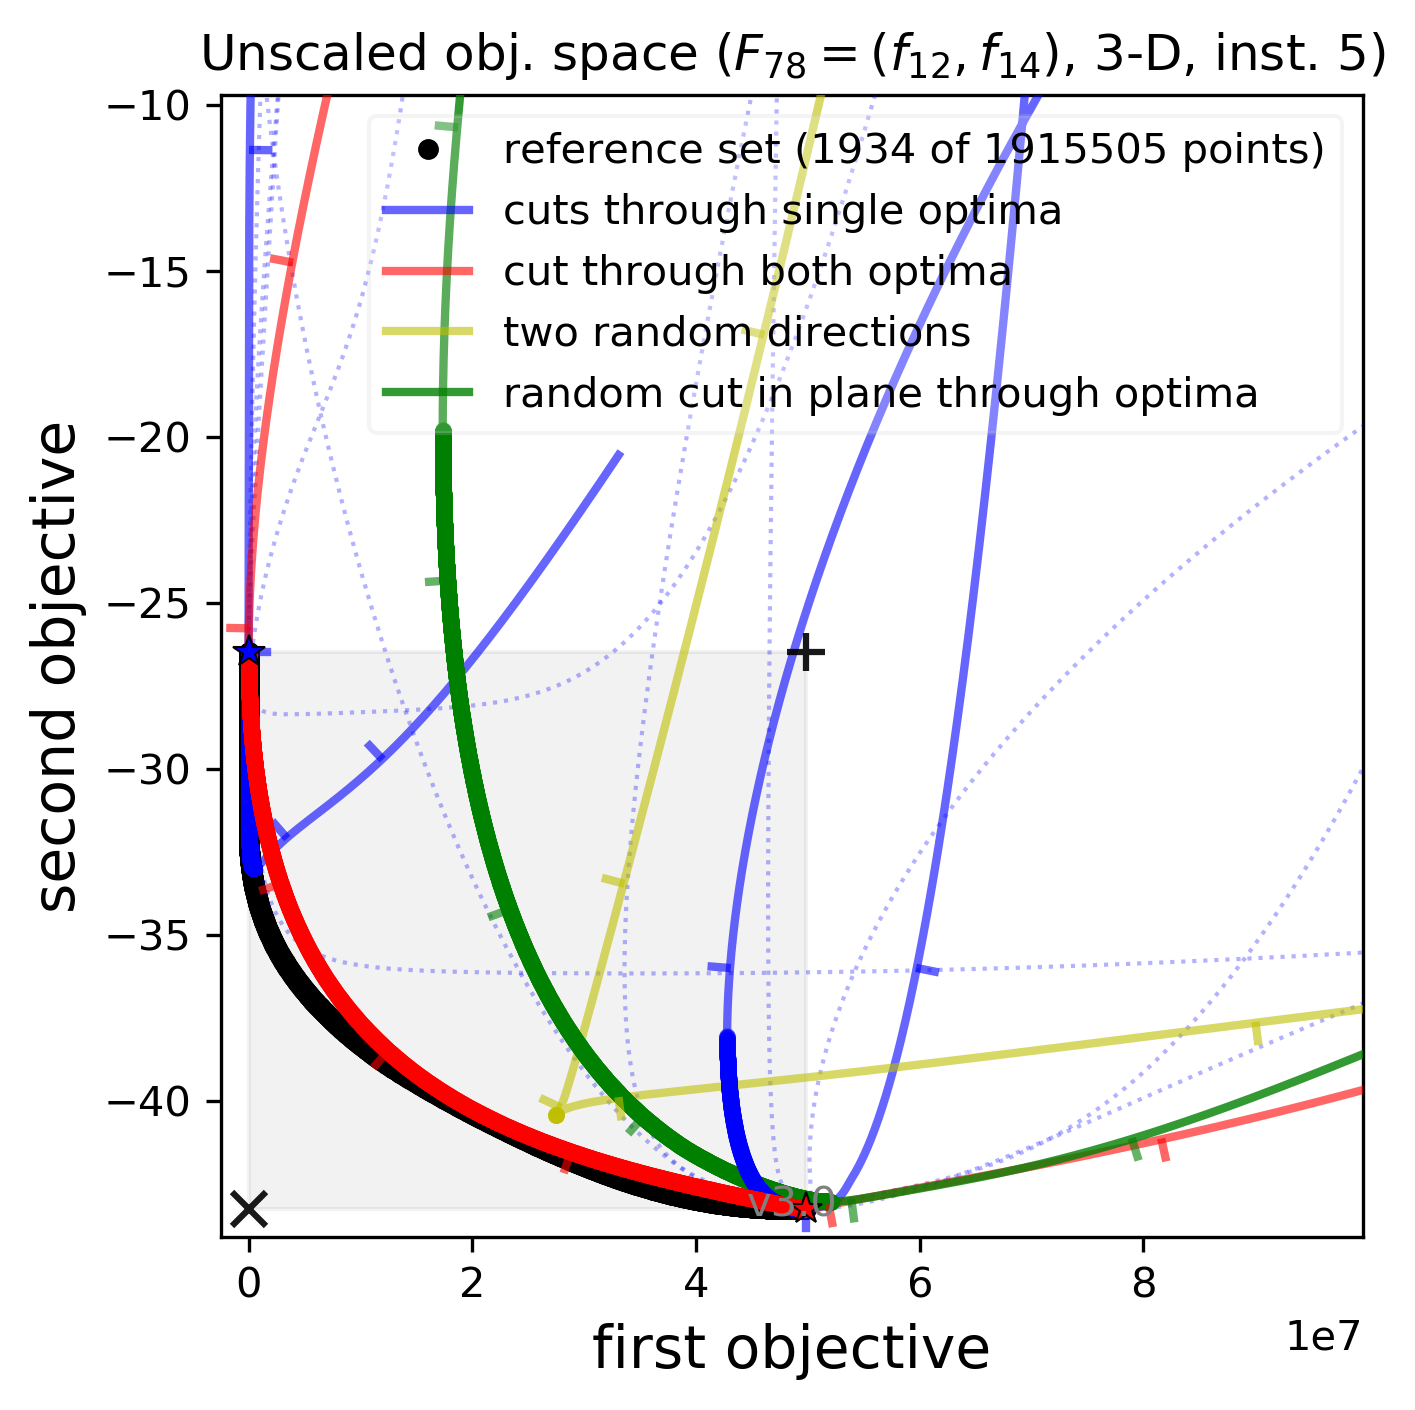 Unscaled obj. space (F₇₈ = (f₁₂, f₁₄), 3-D, inst. 5)
reference set (1934 of 1915505 points)
cuts through single optima
cut through both optima
two random directions
random cut in plane through optima
second objective
−10
−15
−20
−25
−30
−35
−40
v3.0
0 2 4 6 8
1e7
first objective